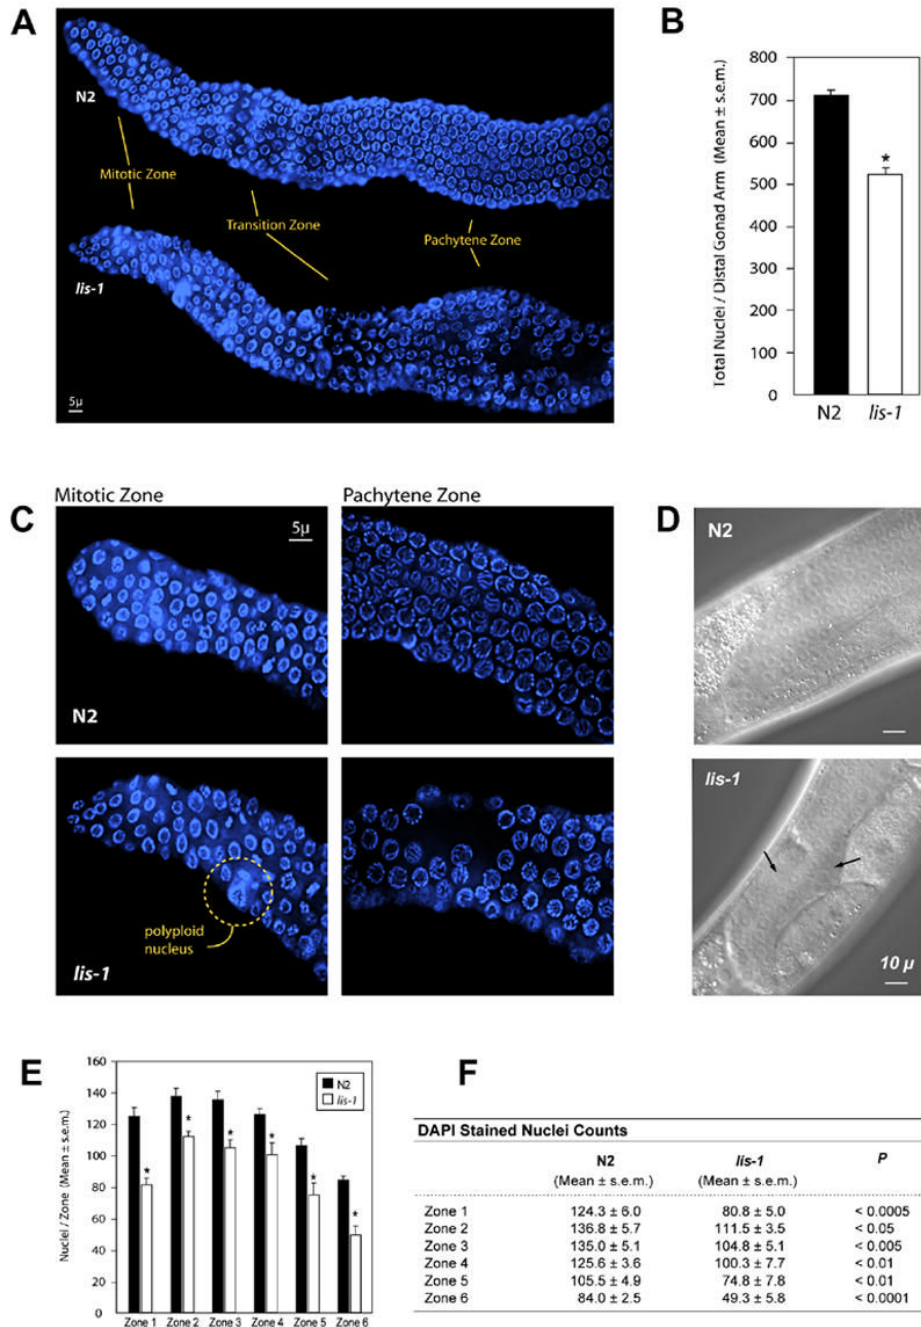 A
N2
Mitotic Zone
Transition Zone
Pachytene Zone
lis-1
5µ
B
Total Nuclei / Distal Gonad Arm (Mean ± s.e.m.)
800
700
600
500
400
300
200
100
0
*
N2
lis-1
C
Mitotic Zone
Pachytene Zone
5µ
N2
polyploid
nucleus
lis-1
D
N2
lis-1
10 µ
E
Nuclei / Zone (Mean ± s.e.m.)
160
140
120
100
80
60
40
20
0
N2
lis-1
* * * * * *
Zone 1 Zone 2 Zone 3 Zone 4 Zone 5 Zone 6
F
DAPI Stained Nuclei Counts
N2 lis-1 P
(Mean ± s.e.m.) (Mean ± s.e.m.)
Zone 1 124.3 ± 6.0 80.8 ± 5.0 < 0.0005
Zone 2 136.8 ± 5.7 111.5 ± 3.5 < 0.05
Zone 3 135.0 ± 5.1 104.8 ± 5.1 < 0.005
Zone 4 125.6 ± 3.6 100.3 ± 7.7 < 0.01
Zone 5 105.5 ± 4.9 74.8 ± 7.8 < 0.01
Zone 6 84.0 ± 2.5 49.3 ± 5.8 < 0.0001